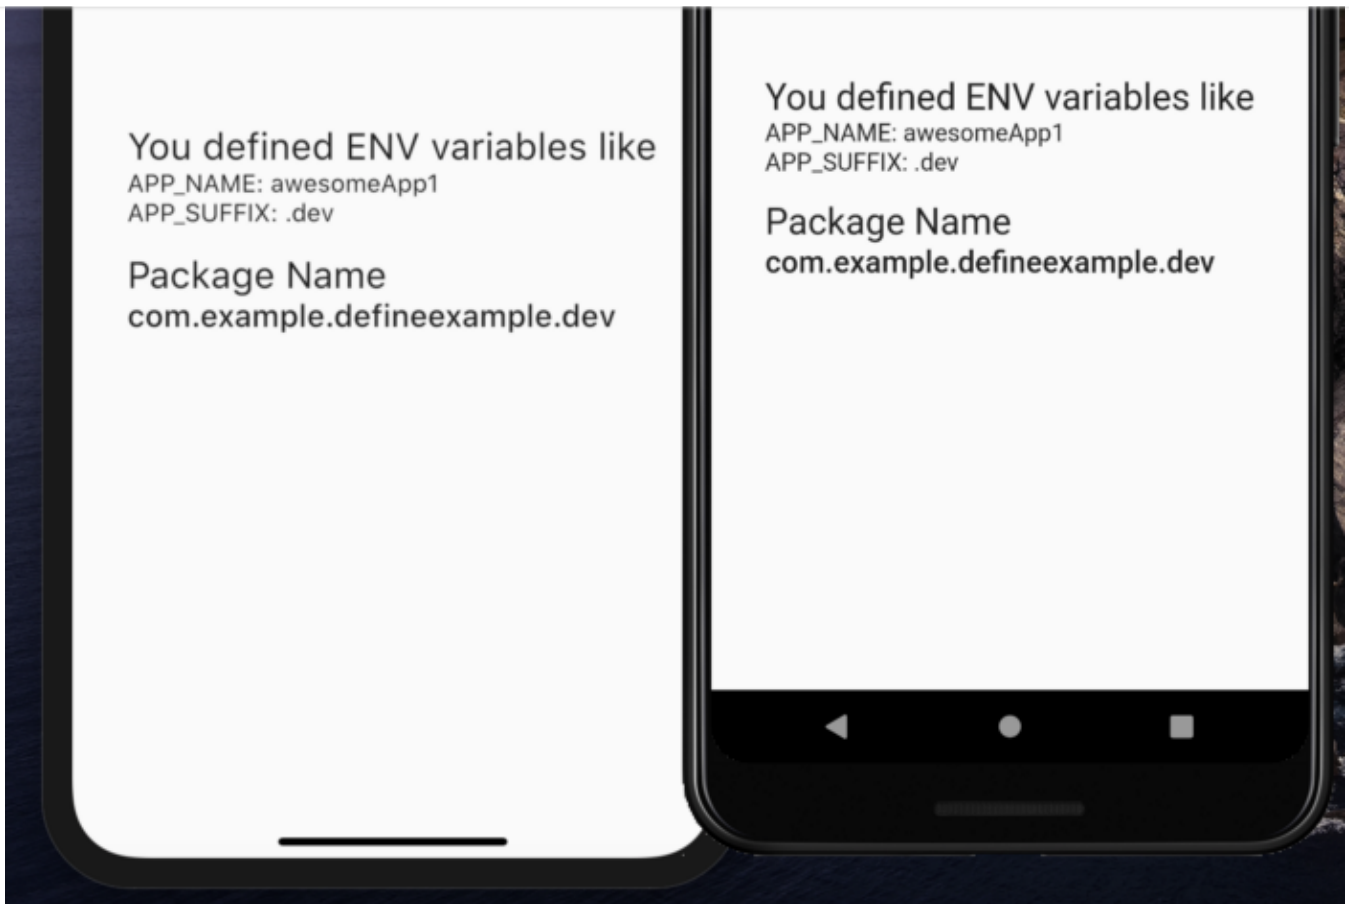 You defined ENV variables like
APP_NAME: awesomeApp1
APP_SUFFIX: .dev
Package Name
com.example.defineexample.dev
You defined ENV variables like
APP_NAME: awesomeApp1
APP_SUFFIX: .dev
Package Name
com.example.defineexample.dev